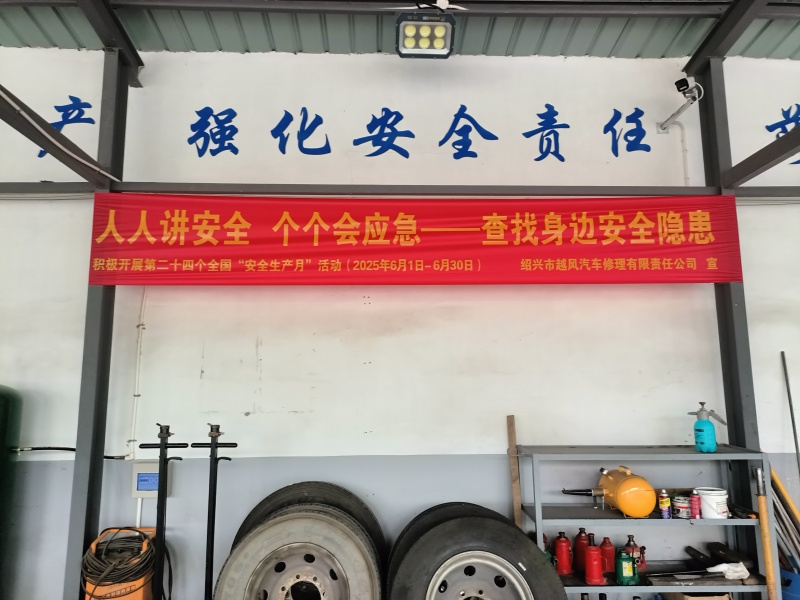 产 强化安全责任
人人讲安全 个个会应急——查找身边安全隐患
积极开展第二十四个全国“安全生产月”活动（2025年6月1日-6月30日） 绍兴市越风汽车修理有限责任公司 宣